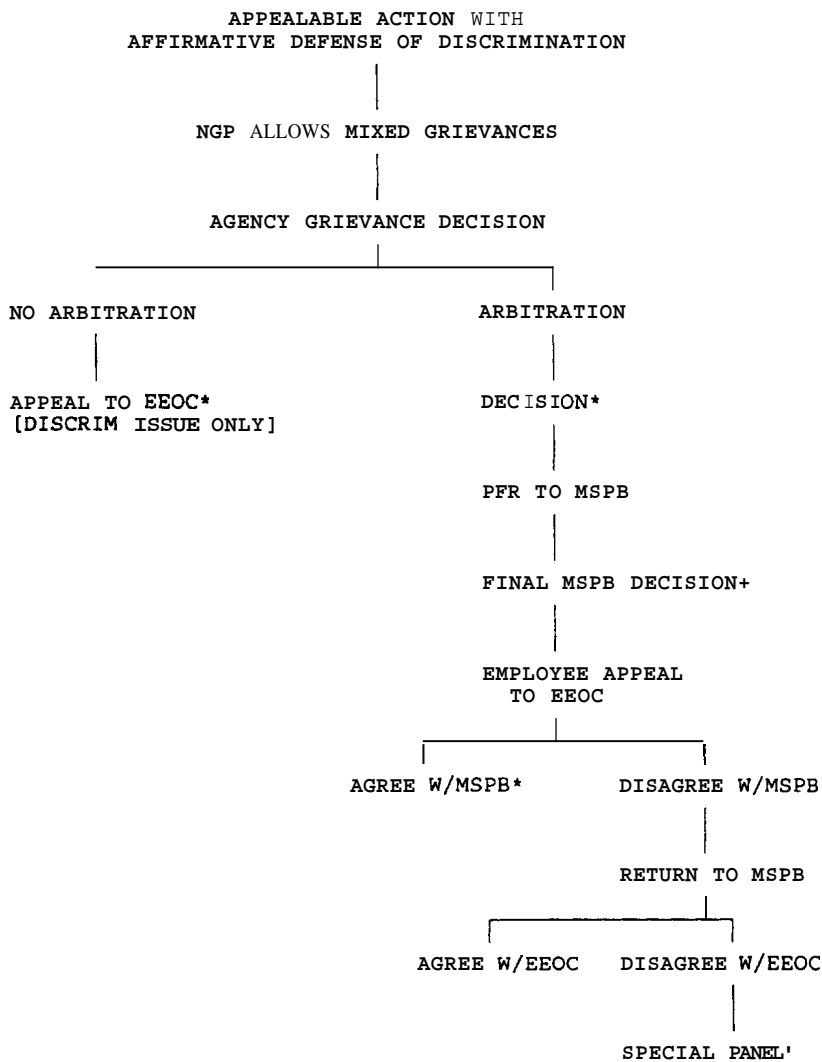 APPEALABLE ACTION WITH
AFFIRMATIVE DEFENSE OF DISCRIMINATION
NGP ALLOWS MIXED GRIEVANCES
AGENCY GRIEVANCE DECISION
NO ARBITRATION
ARBITRATION
APPEAL TO EEOC*
[DISCRIM ISSUE ONLY]
DECISION*
PFR TO MSPB
FINAL MSPB DECISION+
EMPLOYEE APPEAL
TO EEOC
AGREE W/MSPB*
DISAGREE W/MSPB
RETURN TO MSPB
AGREE W/EEOC
DISAGREE W/EEOC
SPECIAL PANEL'